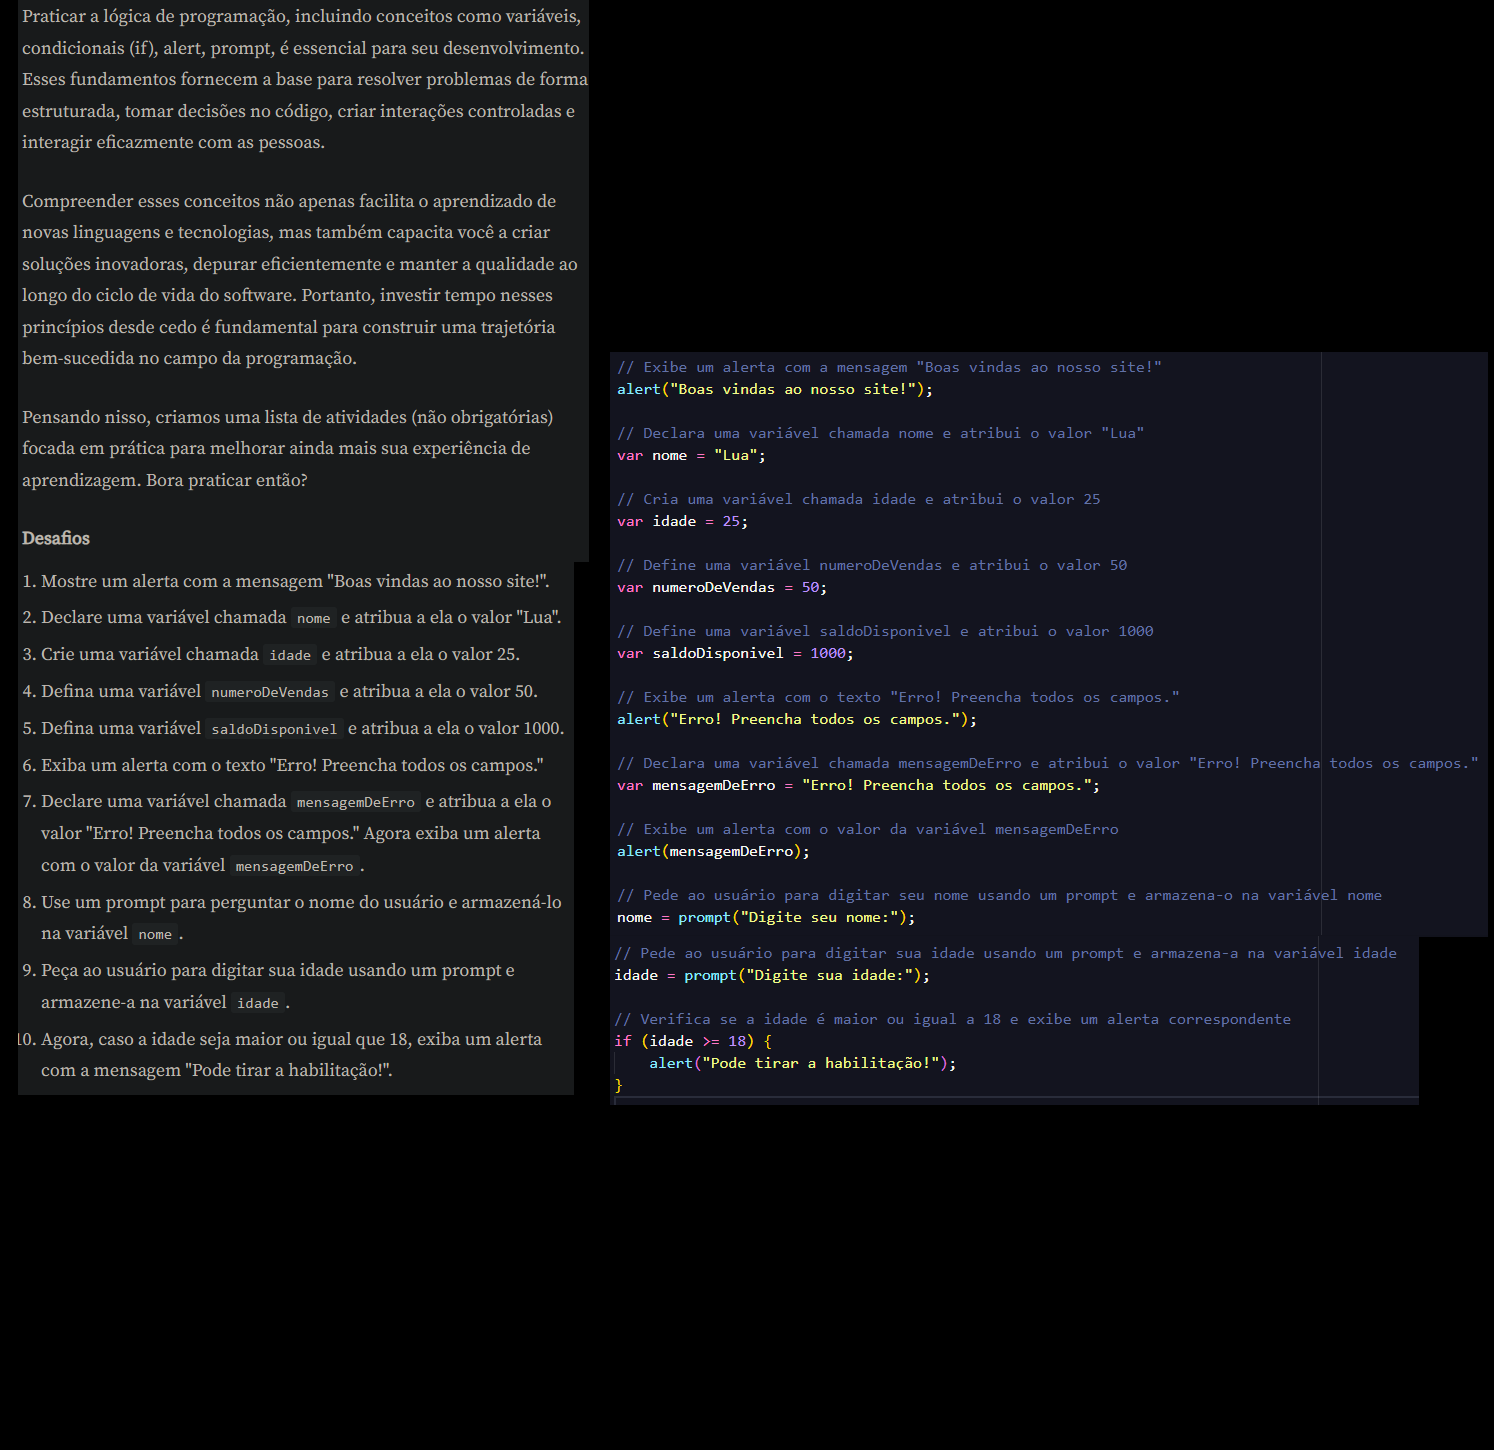 Praticar a lógica de programação, incluindo conceitos como variáveis,
condicionais (if), alert, prompt, é essencial para seu desenvolvimento.
Esses fundamentos fornecem a base para resolver problemas de forma
estruturada, tomar decisões no código, criar interações controladas e
interagir eficazmente com as pessoas.
Compreender esses conceitos não apenas facilita o aprendizado de
novas linguagens e tecnologias, mas também capacita você a criar
soluções inovadoras, depurar eficientemente e manter a qualidade ao
longo do ciclo de vida do software. Portanto, investir tempo nesses
princípios desde cedo é fundamental para construir uma trajetória
bem-sucedida no campo da programação.
Pensando nisso, criamos uma lista de atividades (não obrigatórias)
focada em prática para melhorar ainda mais sua experiência de
aprendizagem. Bora praticar então?
Desafios
1. Mostre um alerta com a mensagem "Boas vindas ao nosso site!".
2. Declare uma variável chamada nome e atribua a ela o valor "Lua".
3. Crie uma variável chamada idade e atribua a ela o valor 25.
4. Defina uma variável numeroDeVendas e atribua a ela o valor 50.
5. Defina uma variável saldoDisponivel e atribua a ela o valor 1000.
6. Exiba um alerta com o texto "Erro! Preencha todos os campos."
7. Declare uma variável chamada mensagemDeErro e atribua a ela o
valor "Erro! Preencha todos os campos." Agora exiba um alerta
com o valor da variável mensagemDeErro.
8. Use um prompt para perguntar o nome do usuário e armazená-lo
na variável nome.
9. Peça ao usuário para digitar sua idade usando um prompt e
armazene-a na variável idade.
10. Agora, caso a idade seja maior ou igual que 18, exiba um alerta
com a mensagem "Pode tirar a habilitação!".
// Exibe um alerta com a mensagem "Boas vindas ao nosso site!"
alert("Boas vindas ao nosso site!");
// Declara uma variável chamada nome e atribui o valor "Lua"
var nome = "Lua";
// Cria uma variável chamada idade e atribui o valor 25
var idade = 25;
// Define uma variável numeroDeVendas e atribui o valor 50
var numeroDeVendas = 50;
// Define uma variável saldoDisponivel e atribui o valor 1000
var saldoDisponivel = 1000;
// Exibe um alerta com o texto "Erro! Preencha todos os campos."
alert("Erro! Preencha todos os campos.");
// Declara uma variável chamada mensagemDeErro e atribui o valor "Erro! Preencha todos os campos."
var mensagemDeErro = "Erro! Preencha todos os campos.";
// Exibe um alerta com o valor da variável mensagemDeErro
alert(mensagemDeErro);
// Pede ao usuário para digitar seu nome usando um prompt e armazena-o na variável nome
nome = prompt("Digite seu nome:");
// Pede ao usuário para digitar sua idade usando um prompt e armazena-a na variável idade
idade = prompt("Digite sua idade:");
// Verifica se a idade é maior ou igual a 18 e exibe um alerta correspondente
if (idade >= 18) {
alert("Pode tirar a habilitação!");
}